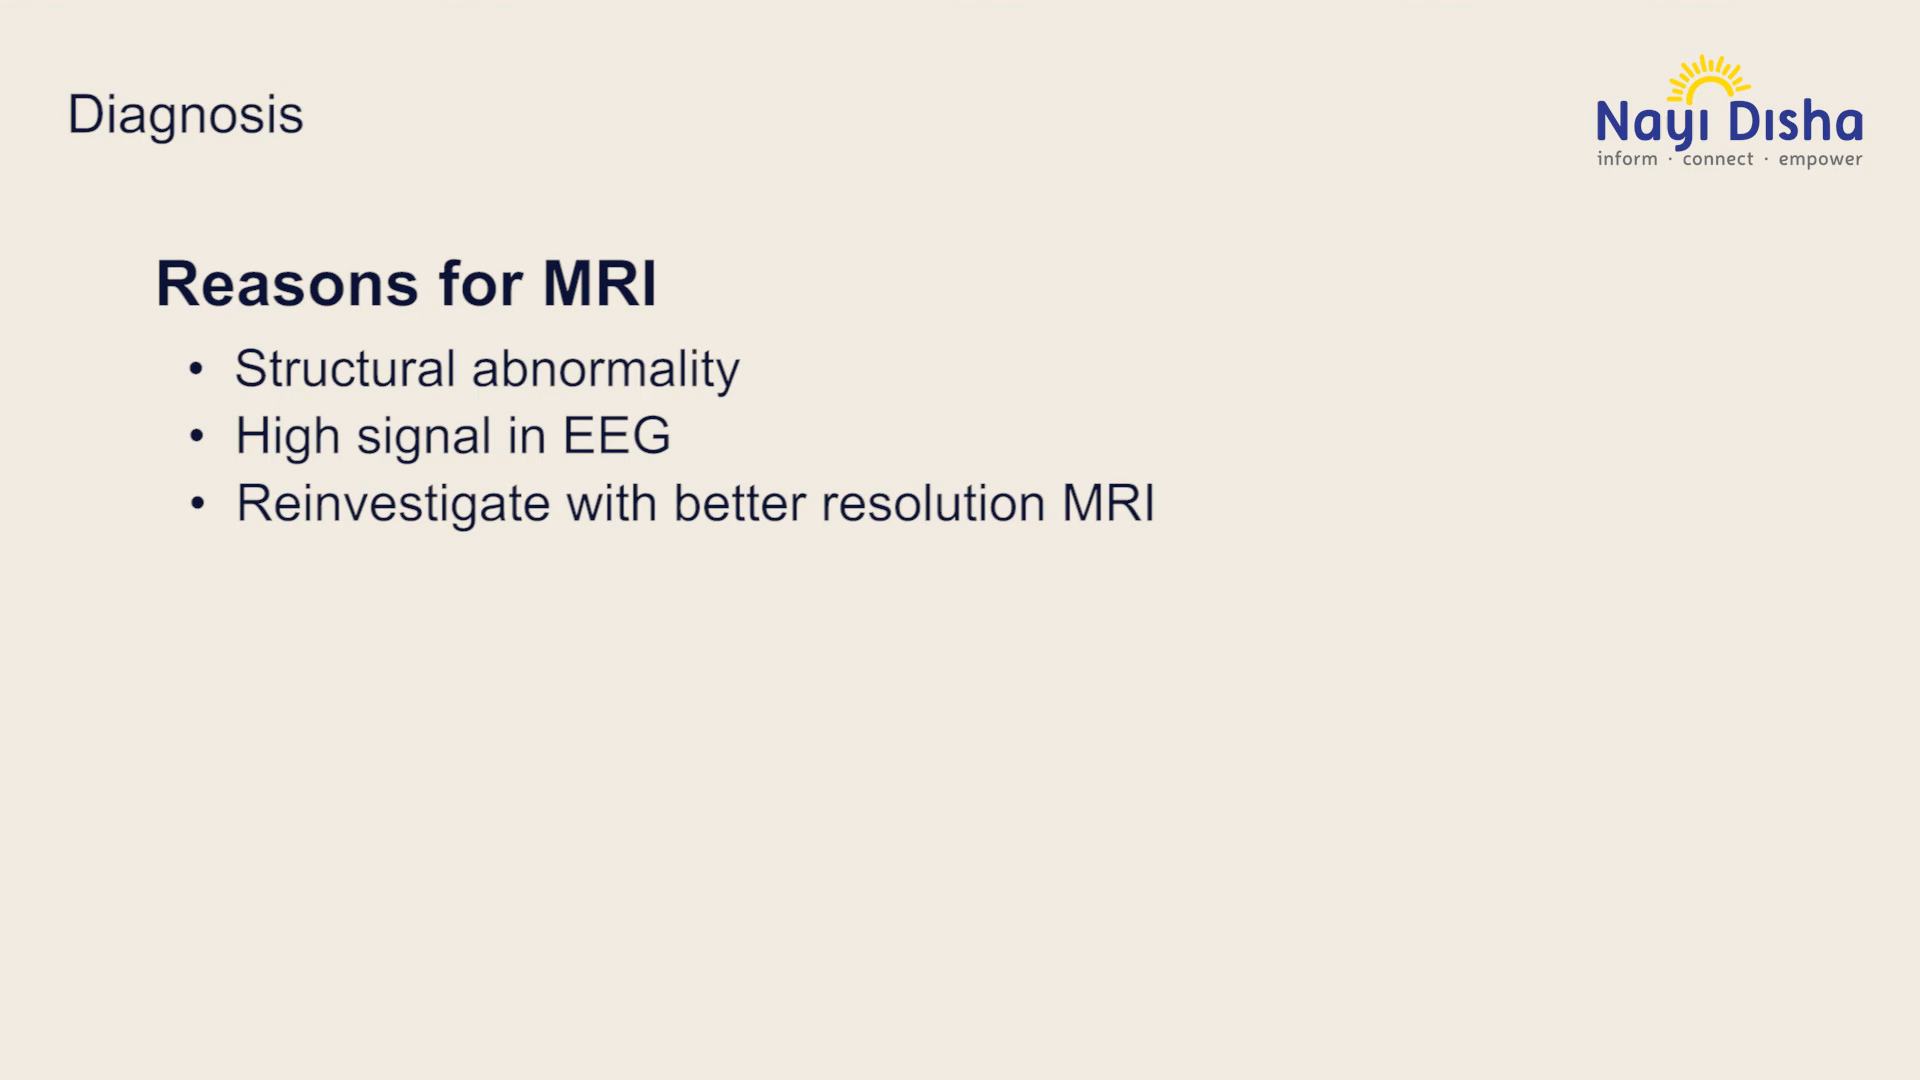 Diagnosis
Nayi Disha
inform · connect · empower
Reasons for MRI
• Structural abnormality
• High signal in EEG
• Reinvestigate with better resolution MRI